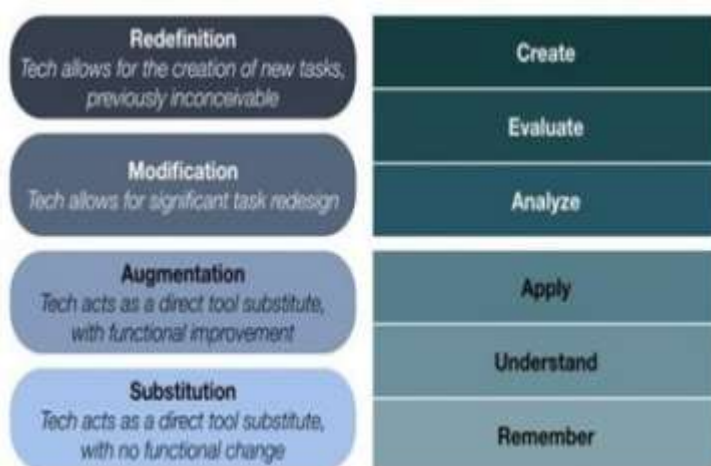 Redefinition
Tech allows for the creation of new tasks,
previously inconceivable
Modification
Tech allows for significant task redesign
Augmentation
Tech acts as a direct tool substitute,
with functional improvement
Substitution
Tech acts as a direct tool substitute,
with no functional change
Create
Evaluate
Analyze
Apply
Understand
Remember